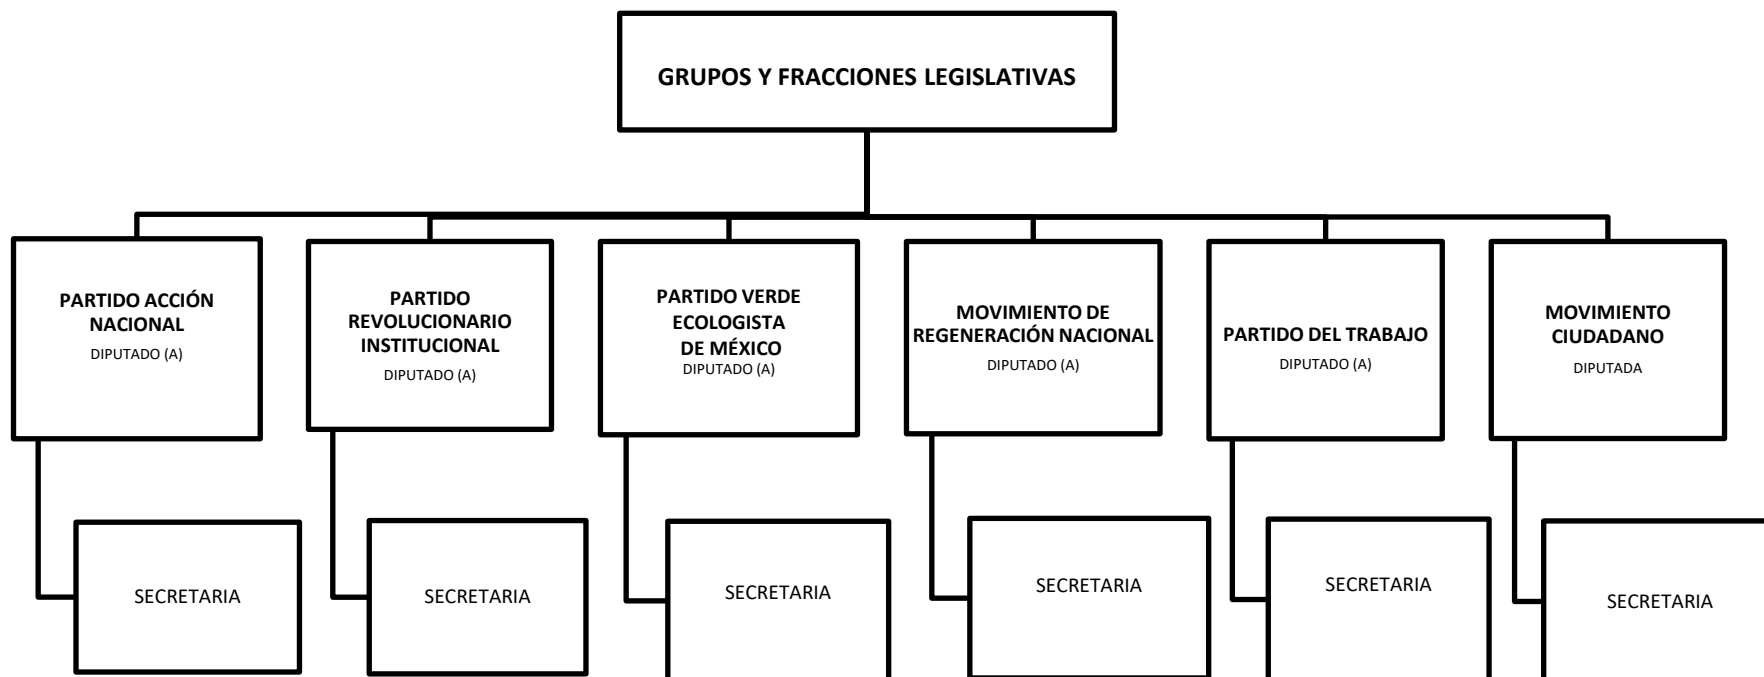 GRUPOS Y FRACCIONES LEGISLATIVAS
PARTIDO ACCIÓN
NACIONAL
DIPUTADO (A)
PARTIDO
REVOLUCIONARIO
INSTITUCIONAL
DIPUTADO (A)
PARTIDO VERDE
ECOLOGISTA
DE MÉXICO
DIPUTADO (A)
MOVIMIENTO DE
REGENERACIÓN NACIONAL
DIPUTADO (A)
PARTIDO DEL TRABAJO
DIPUTADO (A)
MOVIMIENTO
CIUDADANO
DIPUTADA
SECRETARIA
SECRETARIA
SECRETARIA
SECRETARIA
SECRETARIA
SECRETARIA